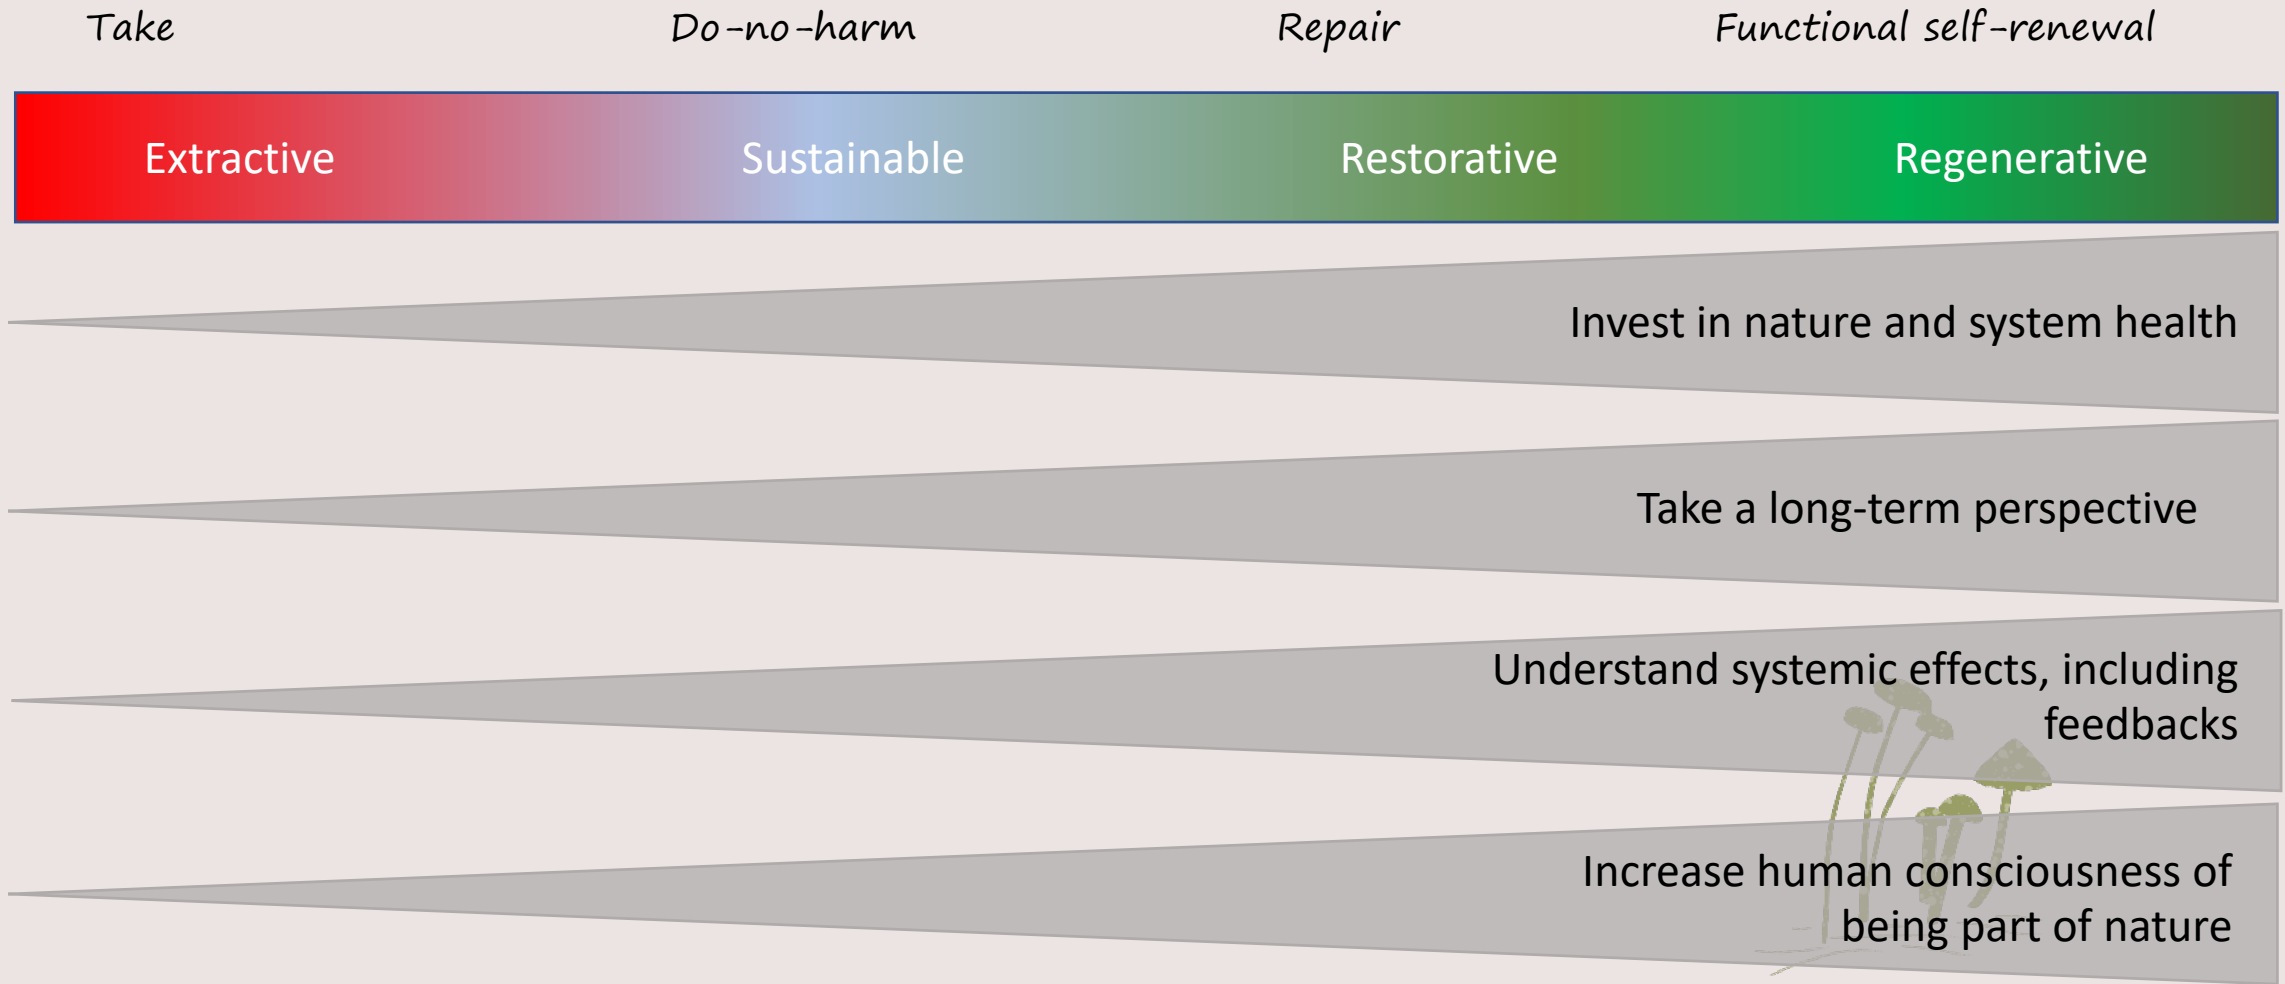 Take
Do-no-harm
Repair
Functional self-renewal
Extractive
Sustainable
Restorative
Regenerative
Invest in nature and system health
Take a long-term perspective
Understand systemic effects, including
feedbacks
Increase human consciousness of
being part of nature